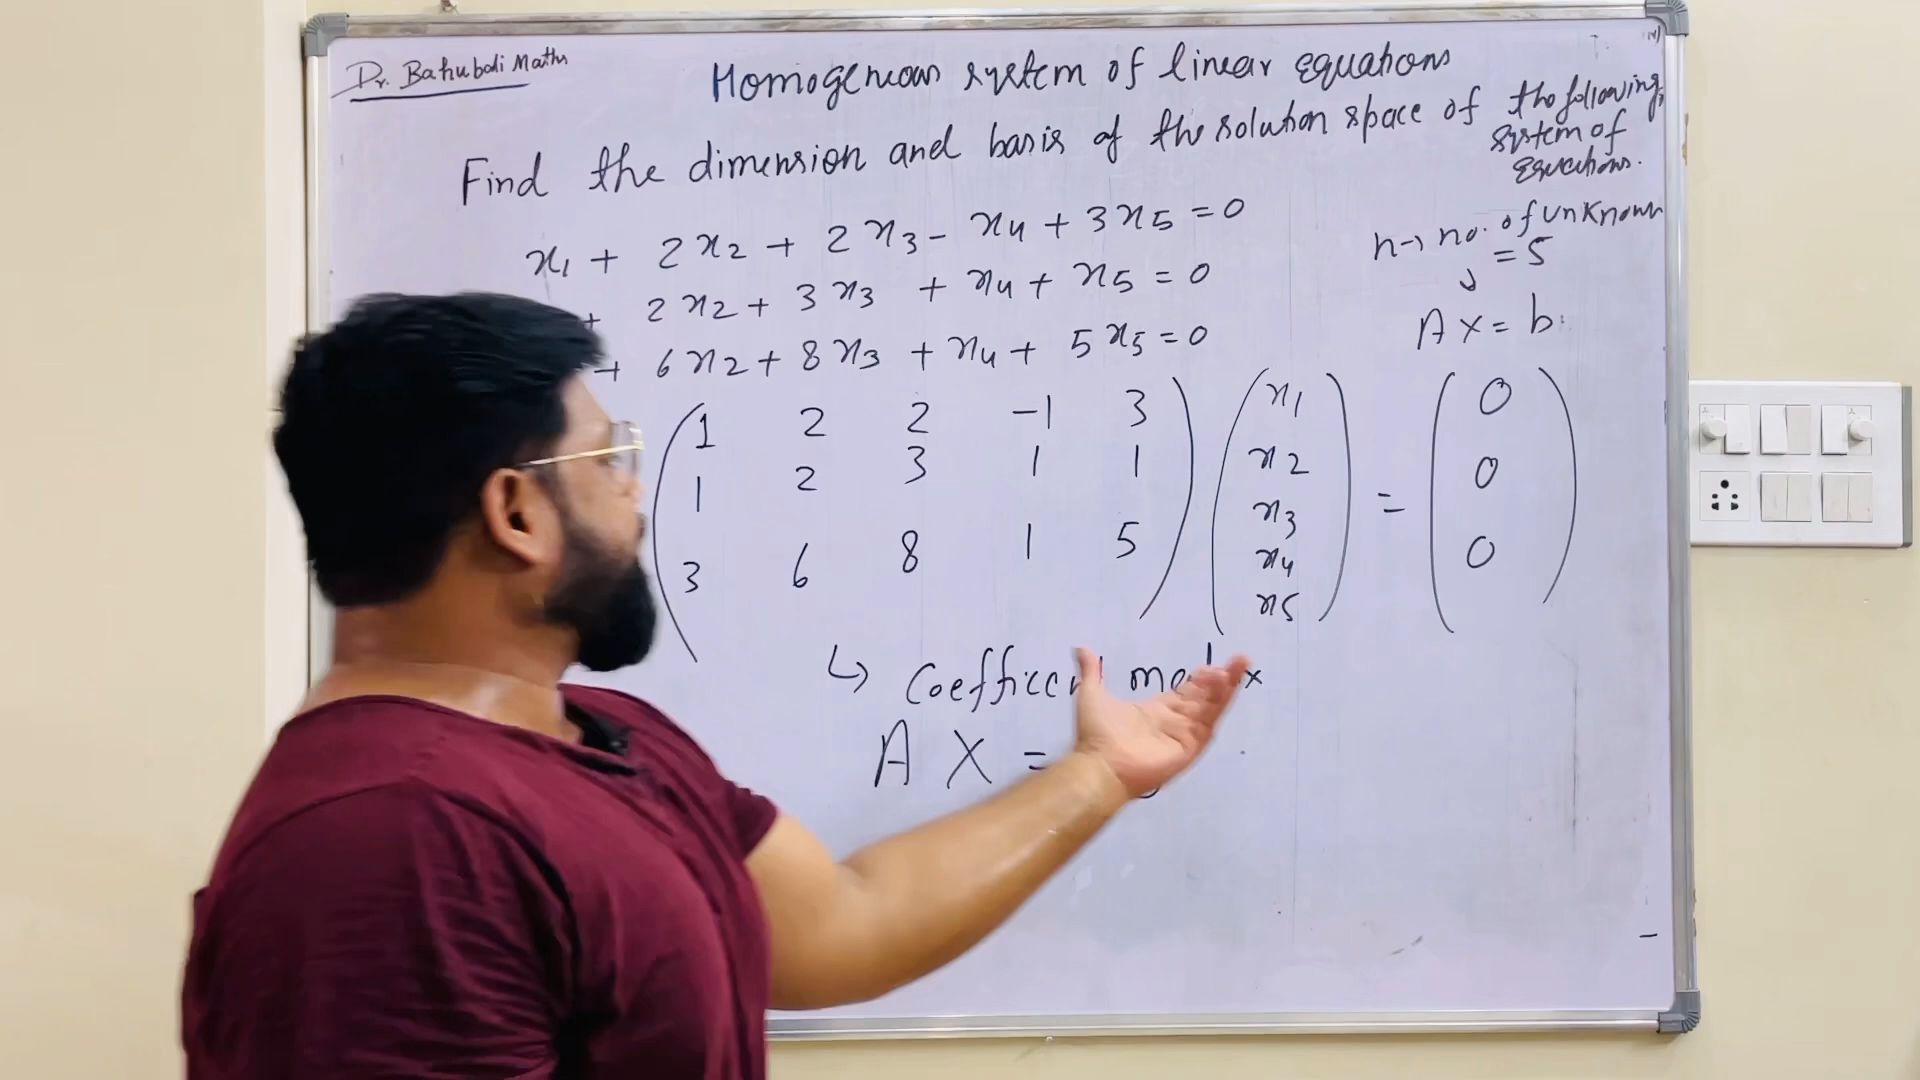 Dr. Bahubali Maths
Homogeneous system of linear equations
Find the dimension and basis of the solution space of the following
system of
equations.
x1 + 2x2 + 2x3 - x4 + 3x5 = 0
+ 2x2 + 3x3 + x4 + x5 = 0
+ 6x2 + 8x3 + x4 + 5x5 = 0
n → no. of unknown
= 5
AX = b
1 2 2 -1 3
1 2 3 1 1
3 6 8 1 5
x1
x2
x3
x4
x5
=
0
0
0
↳
A X =